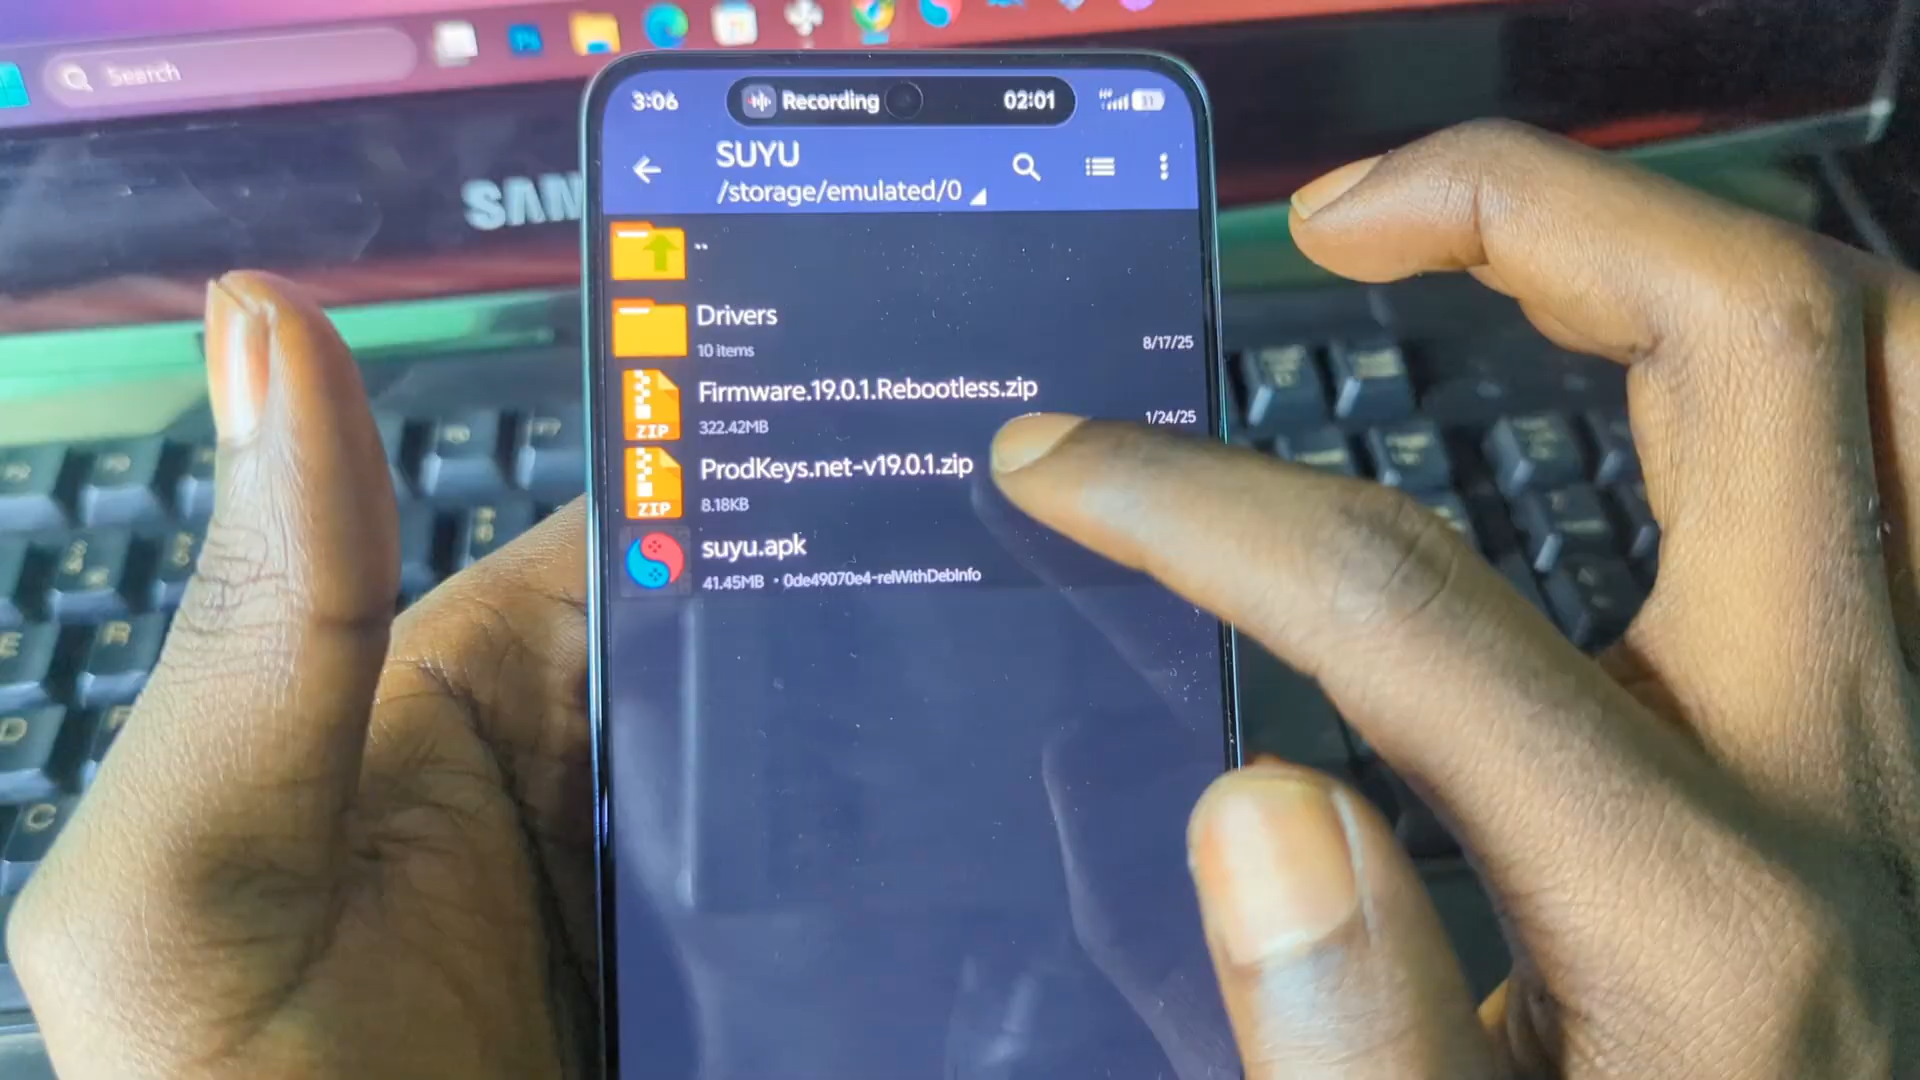 Search
SAM
3:06
Recording
02:01
11
SUYU
/storage/emulated/0
..
Drivers
10 items
8/17/25
Firmware.19.0.1.Rebootless.zip
322.42MB
1/24/25
ZIP
ProdKeys.net-v19.0.1.zip
8.18KB
ZIP
suyu.apk
41.45MB • 0de49070e4-relWithDebInfo
E
R
D
F
C